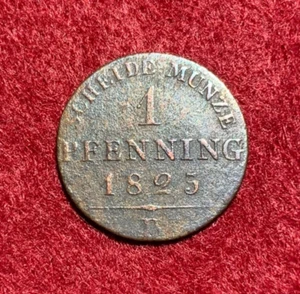 SCHEIDE MÜNZE
1
PFENNING
1825
D